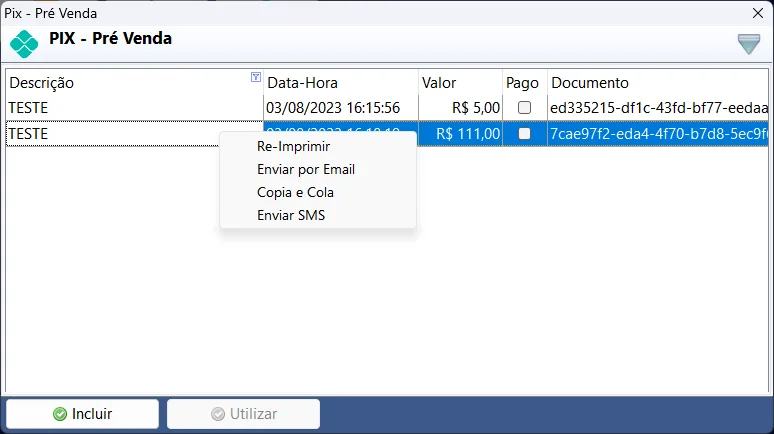 Pix - Pré Venda
PIX - Pré Venda
Descrição Data-Hora Valor Pago Documento
TESTE 03/08/2023 16:15:56 R$ 5,00 ed335215-df1c-43fd-bf77-eedaa
TESTE R$ 111,00 7cae97f2-eda4-4f70-b7d8-5ec9f
Re-Imprimir
Enviar por Email
Copia e Cola
Enviar SMS
Incluir Utilizar